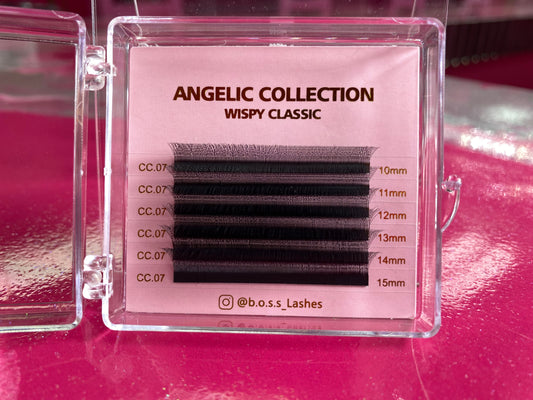 ANGELIC COLLECTION
WISPY CLASSIC
CC.07 10mm
CC.07 11mm
CC.07 12mm
CC.07 13mm
CC.07 14mm
CC.07 15mm
@b.o.s.s_Lashes